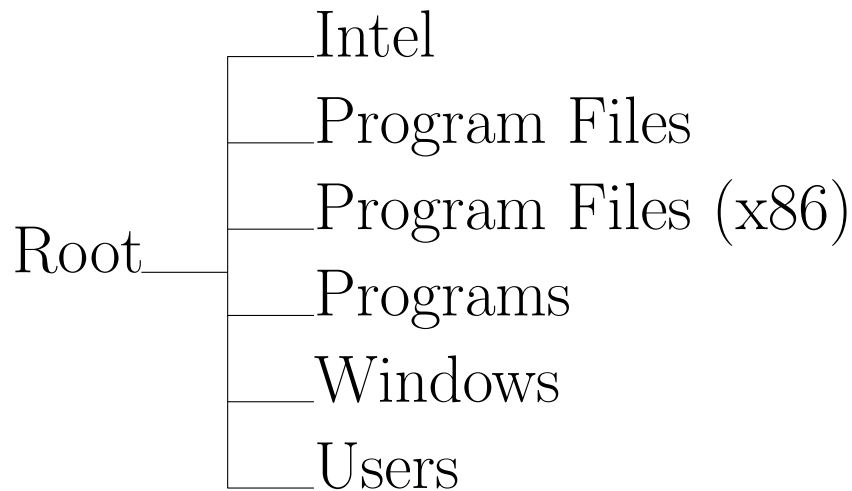 Root
Intel
Program Files
Program Files (x86)
Programs
Windows
Users